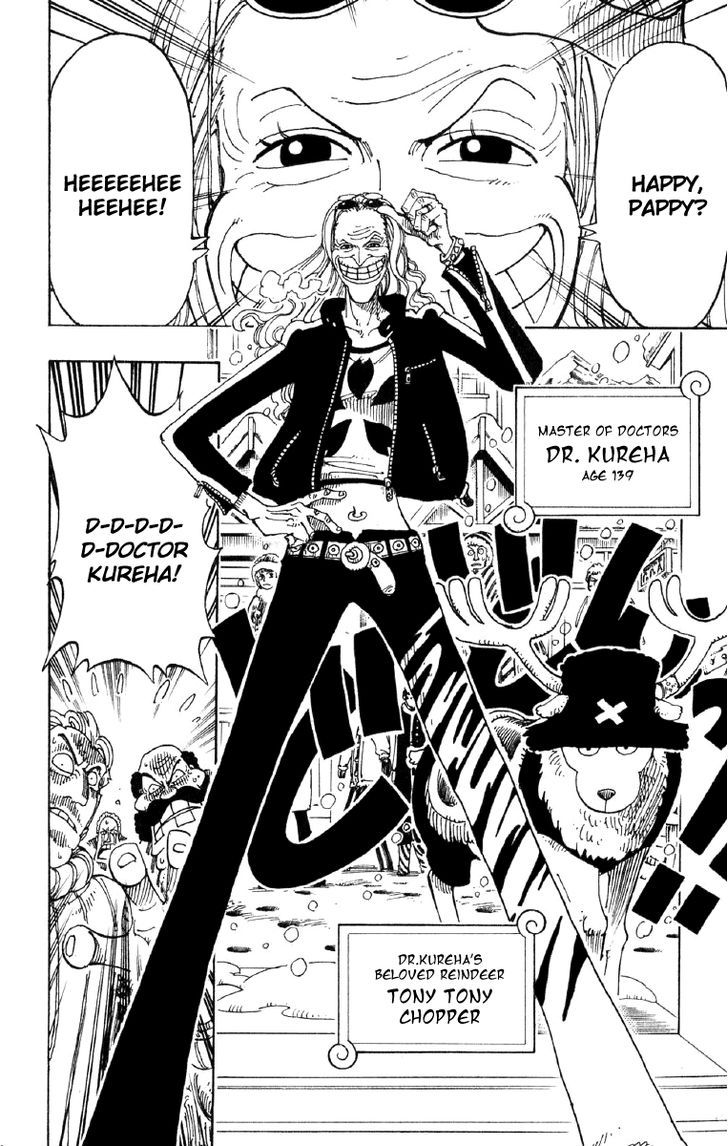 HAPPY,
PAPPY?
HEEEEEHEE
HEEHEE!
MASTER OF DOCTORS
DR. KUREHA
AGE 139
D-D-D-D-
D-DOCTOR
KUREHA!
DR.KUREHA'S
BELOVED REINDEER
TONY TONY
CHOPPER